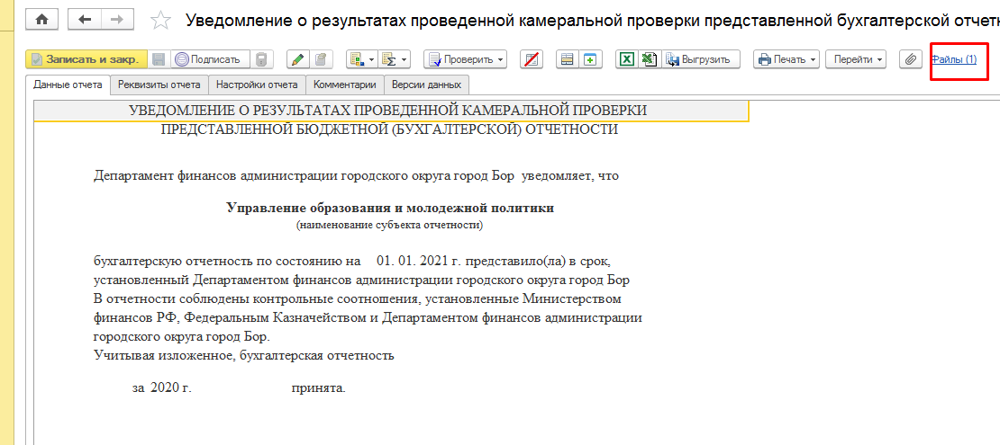 Уведомление о результатах проведенной камеральной проверки представленной бухгалтерской отчетн
Записать и закр. Подписать Проверить Выгрузить Печать Перейти Файлы (1)
Данные отчета Реквизиты отчета Настройки отчета Комментарии Версии данных
УВЕДОМЛЕНИЕ О РЕЗУЛЬТАТАХ ПРОВЕДЕННОЙ КАМЕРАЛЬНОЙ ПРОВЕРКИ
ПРЕДСТАВЛЕННОЙ БЮДЖЕТНОЙ (БУХГАЛТЕРСКОЙ) ОТЧЕТНОСТИ
Департамент финансов администрации городского округа город Бор уведомляет, что
Управление образования и молодежной политики
(наименование субъекта отчетности)
бухгалтерскую отчетность по состоянию на 01. 01. 2021 г. представило(ла) в срок,
установленный Департаментом финансов администрации городского округа город Бор
В отчетности соблюдены контрольные соотношения, установленные Министерством
финансов РФ, Федеральным Казначейством и Департаментом финансов администрации
городского округа город Бор.
Учитывая изложенное, бухгалтерская отчетность
за 2020 г. принята.